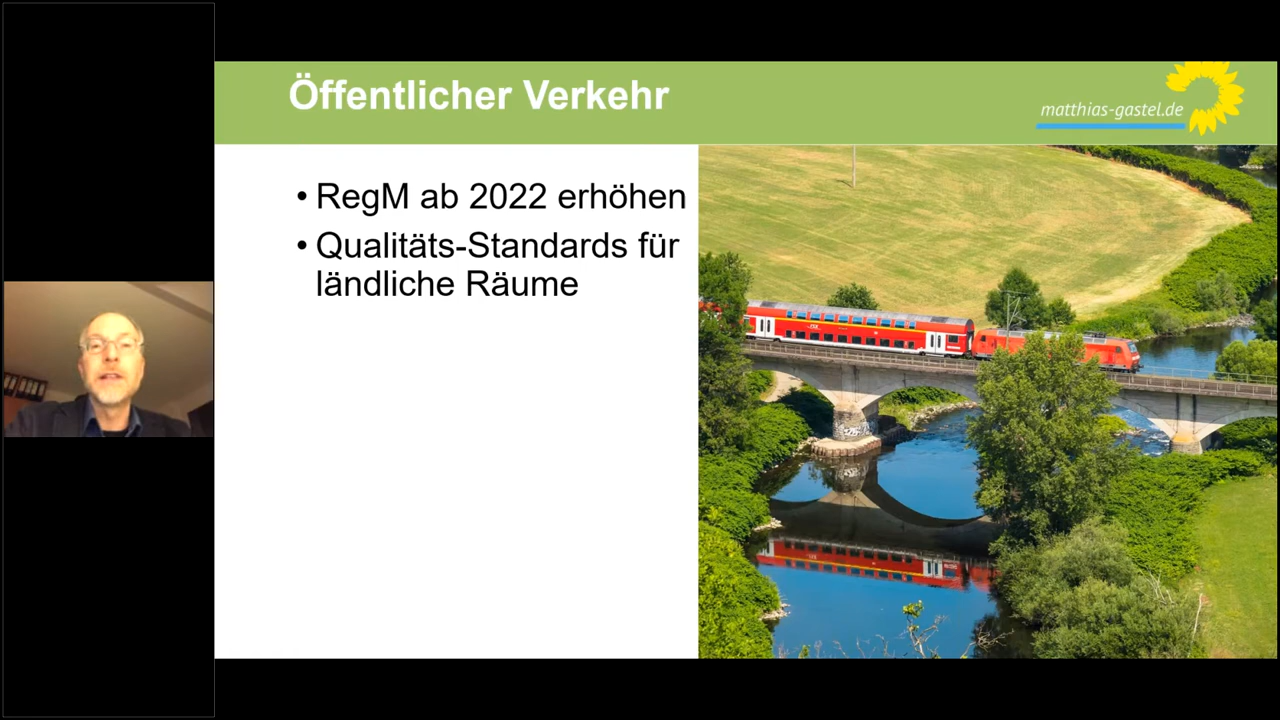 Öffentlicher Verkehr
matthias-gastel.de
• RegM ab 2022 erhöhen
• Qualitäts-Standards für
ländliche Räume